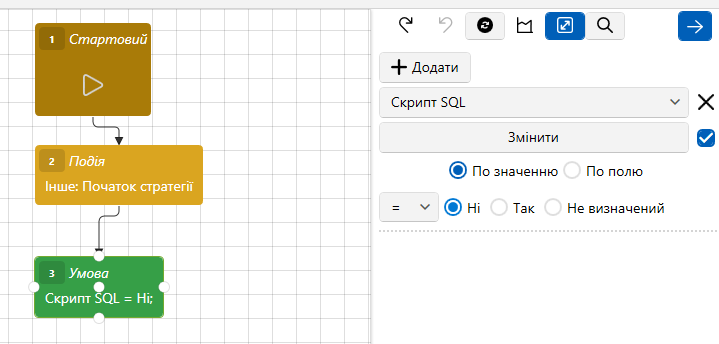 1 Стартовий
2 Подія
Інше: Початок стратегії
3 Умова
Скрипт SQL = Ні;
Додати
Скрипт SQL
Змінити
По значенню По полю
= Ні Так Не визначений